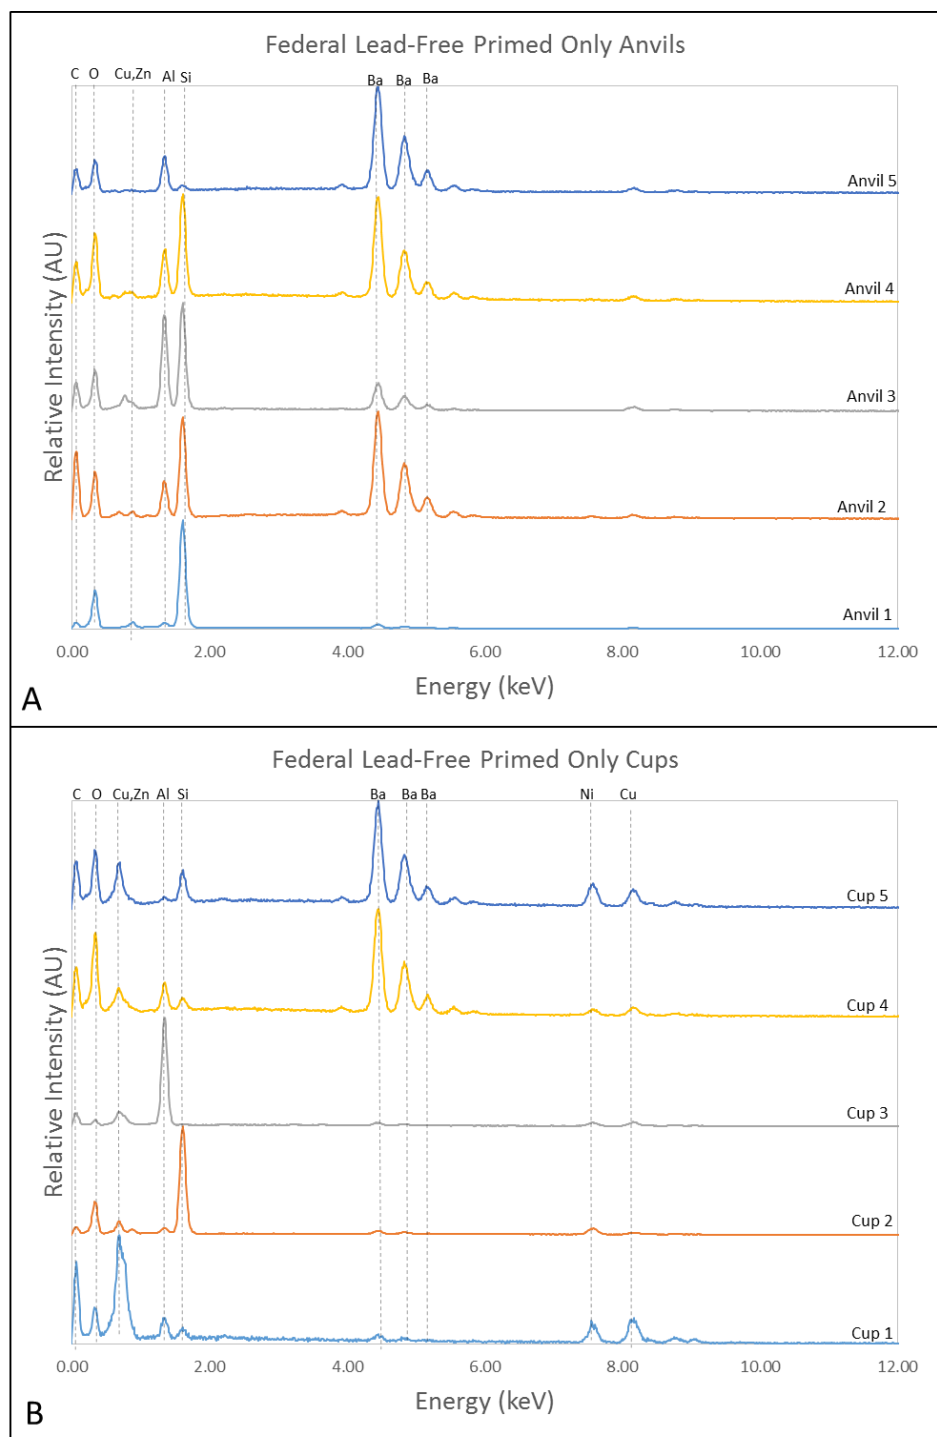 Federal Lead-Free Primed Only Anvils
C O Cu,Zn Al Si Ba Ba Ba
Anvil 5
Anvil 4
Anvil 3
Anvil 2
Anvil 1
Relative Intensity (AU)
0.00 2.00 4.00 6.00 8.00 10.00 12.00
Energy (keV)
A
Federal Lead-Free Primed Only Cups
C O Cu,Zn Al Si Ba Ba Ba Ni Cu
Cup 5
Cup 4
Cup 3
Cup 2
Cup 1
Relative Intensity (AU)
0.00 2.00 4.00 6.00 8.00 10.00 12.00
Energy (keV)
B